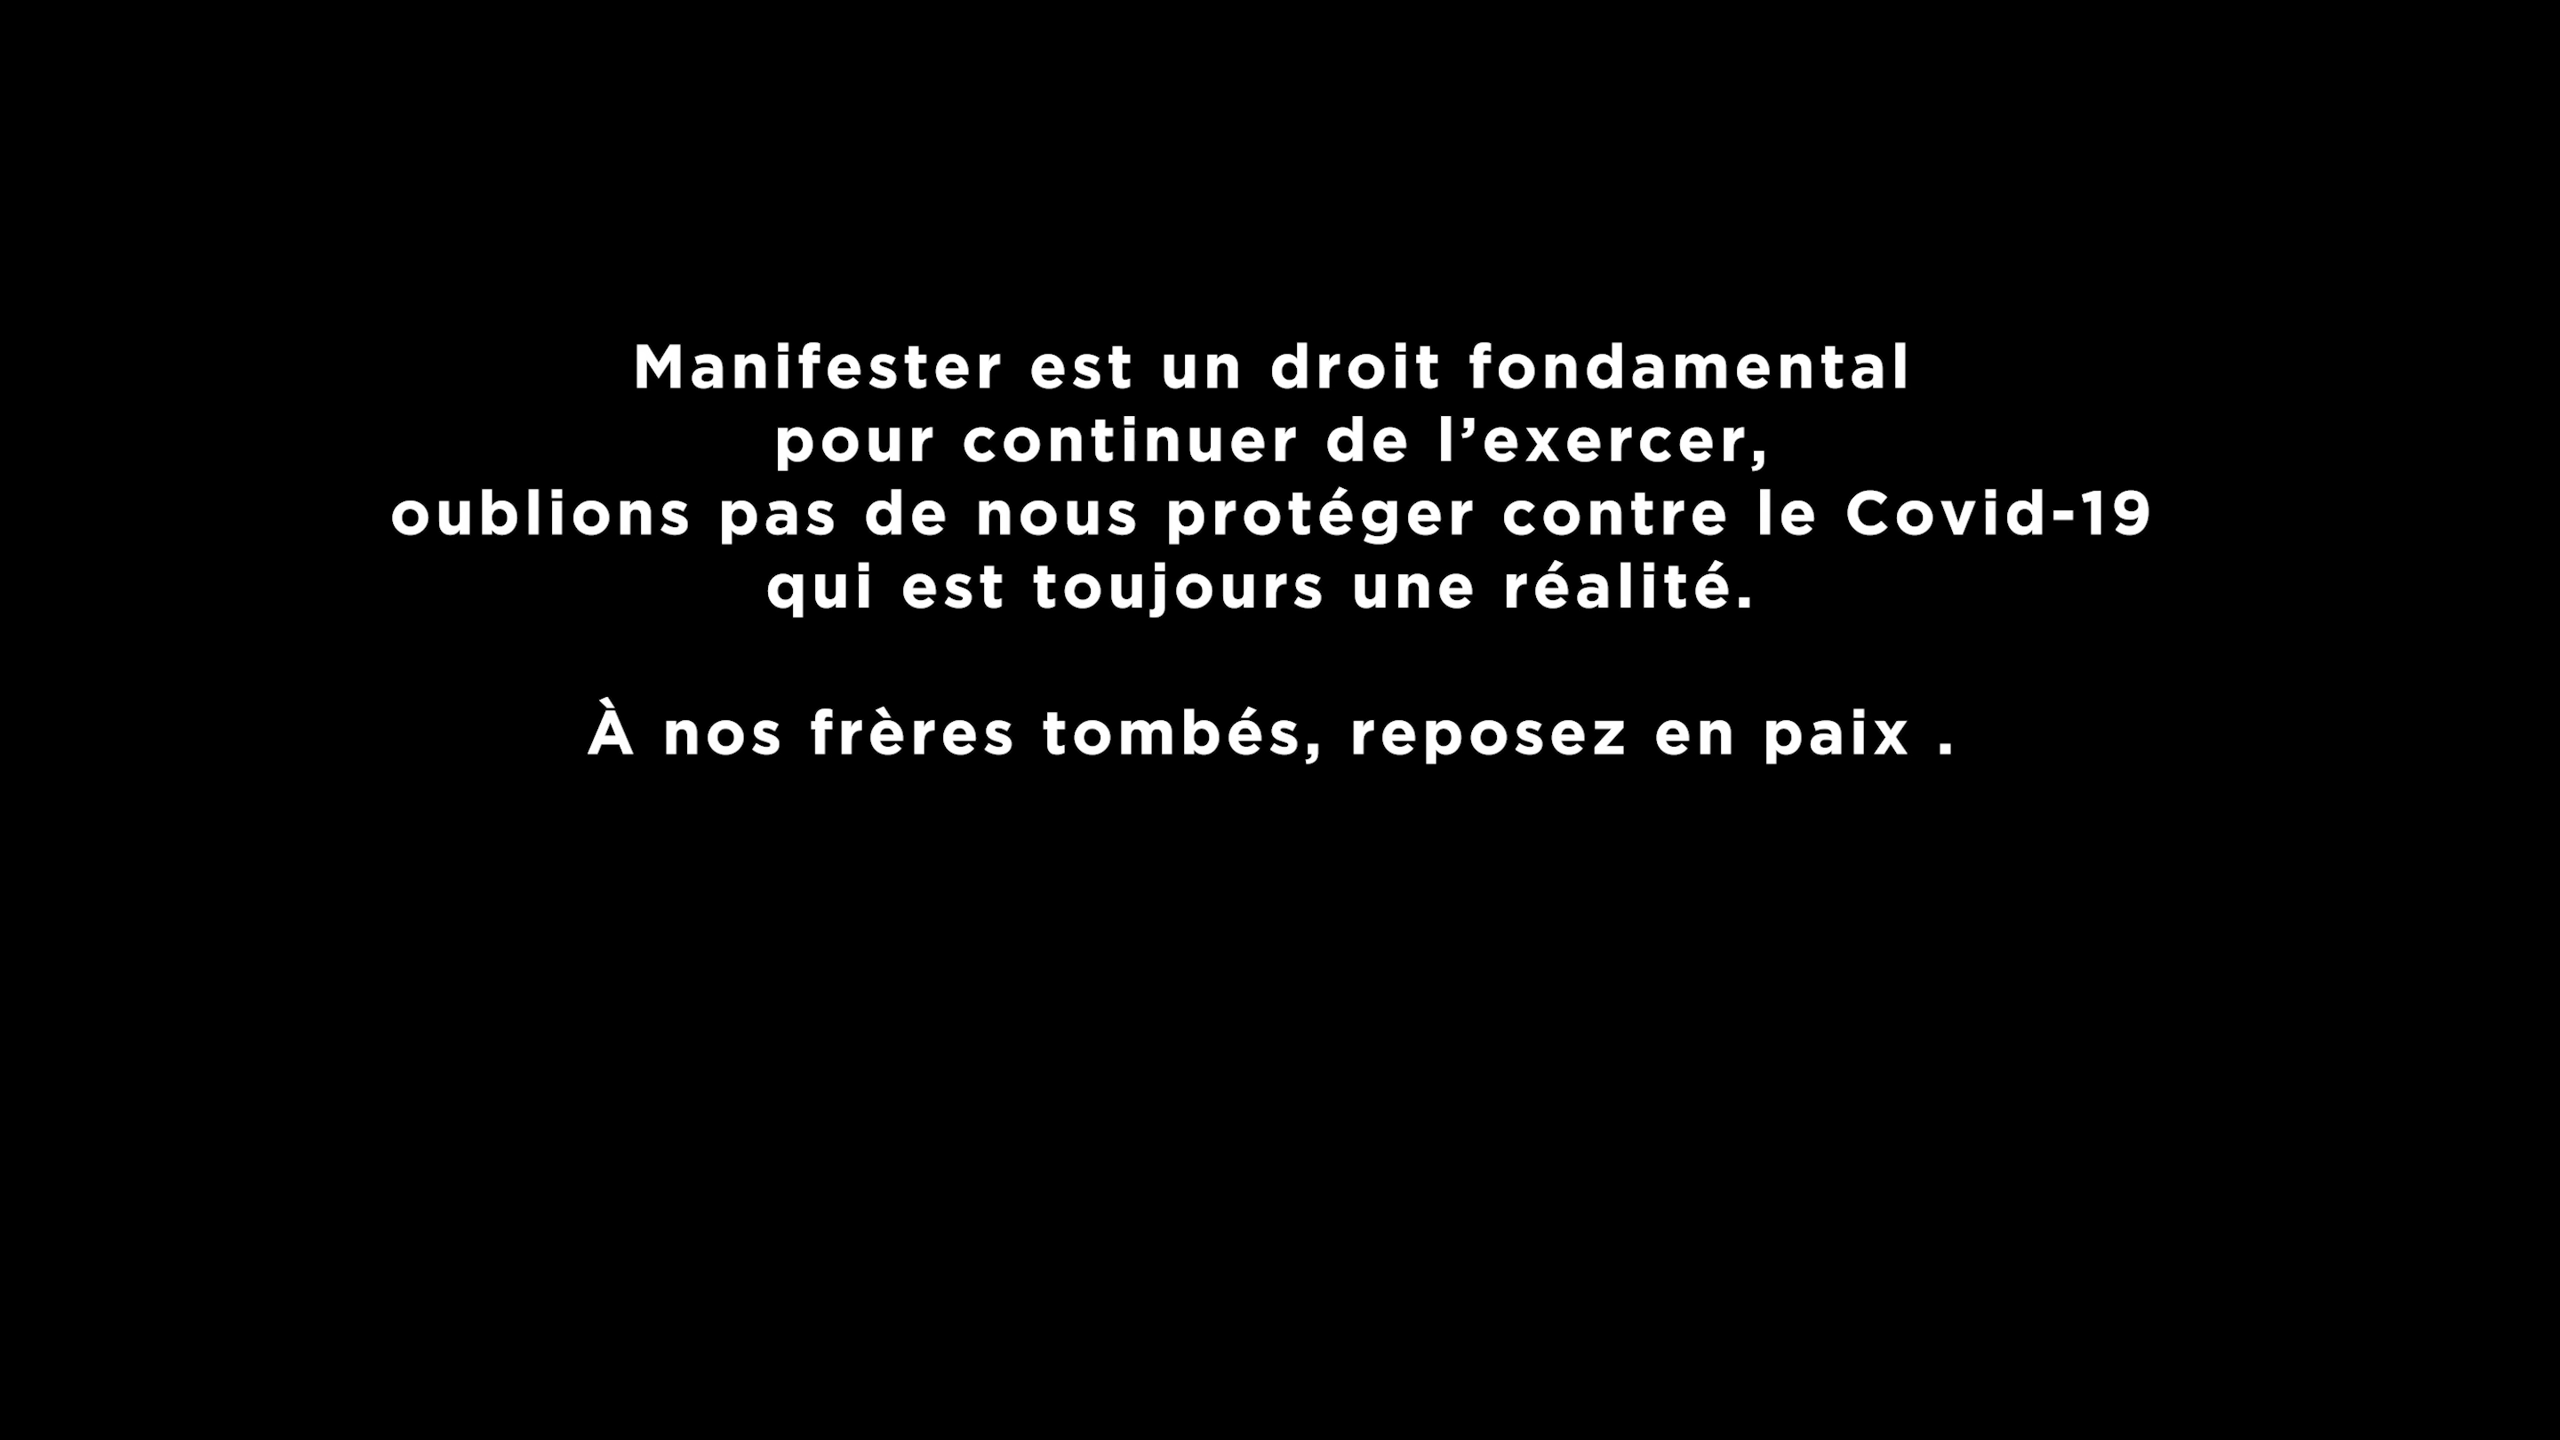 Manifester est un droit fondamental
pour continuer de l’exercer,
oublions pas de nous protéger contre le Covid-19
qui est toujours une réalité.
À nos frères tombés, reposez en paix .